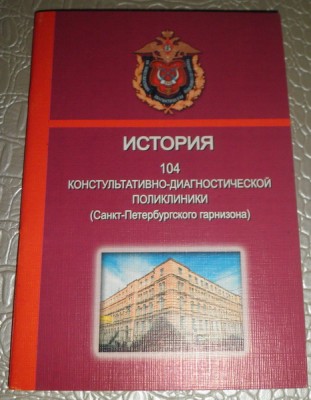 ИСТОРИЯ
104
КОНСТУЛЬТАТИВНО-ДИАГНОСТИЧЕСКОЙ
ПОЛИКЛИНИКИ
(Санкт-Петербургского гарнизона)